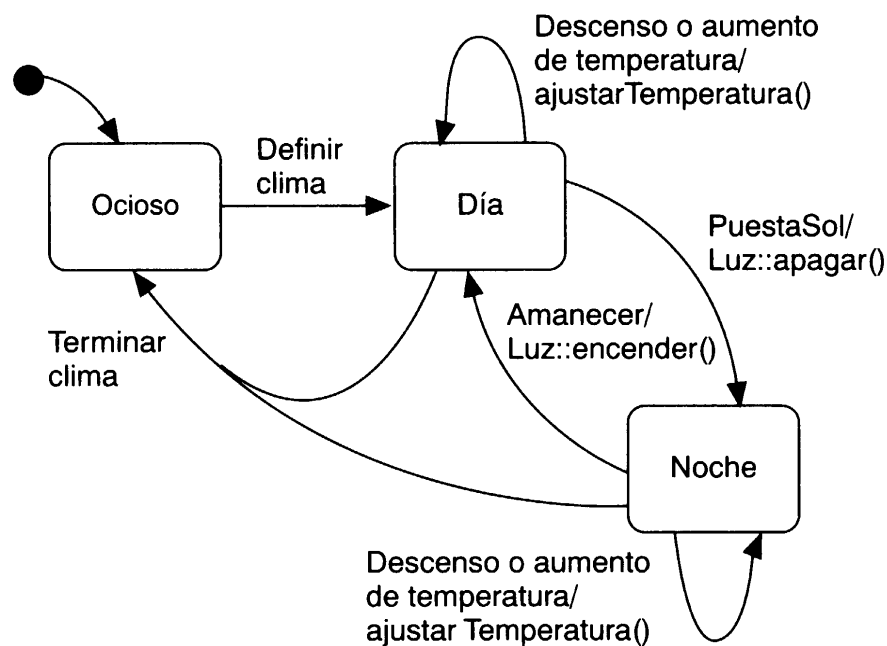 Descenso o aumento
de temperatura/
ajustarTemperatura()
Definir
clima
Ocioso
Día
PuestaSol/
Luz::apagar()
Amanecer/
Luz::encender()
Terminar
clima
Noche
Descenso o aumento
de temperatura/
ajustar Temperatura()